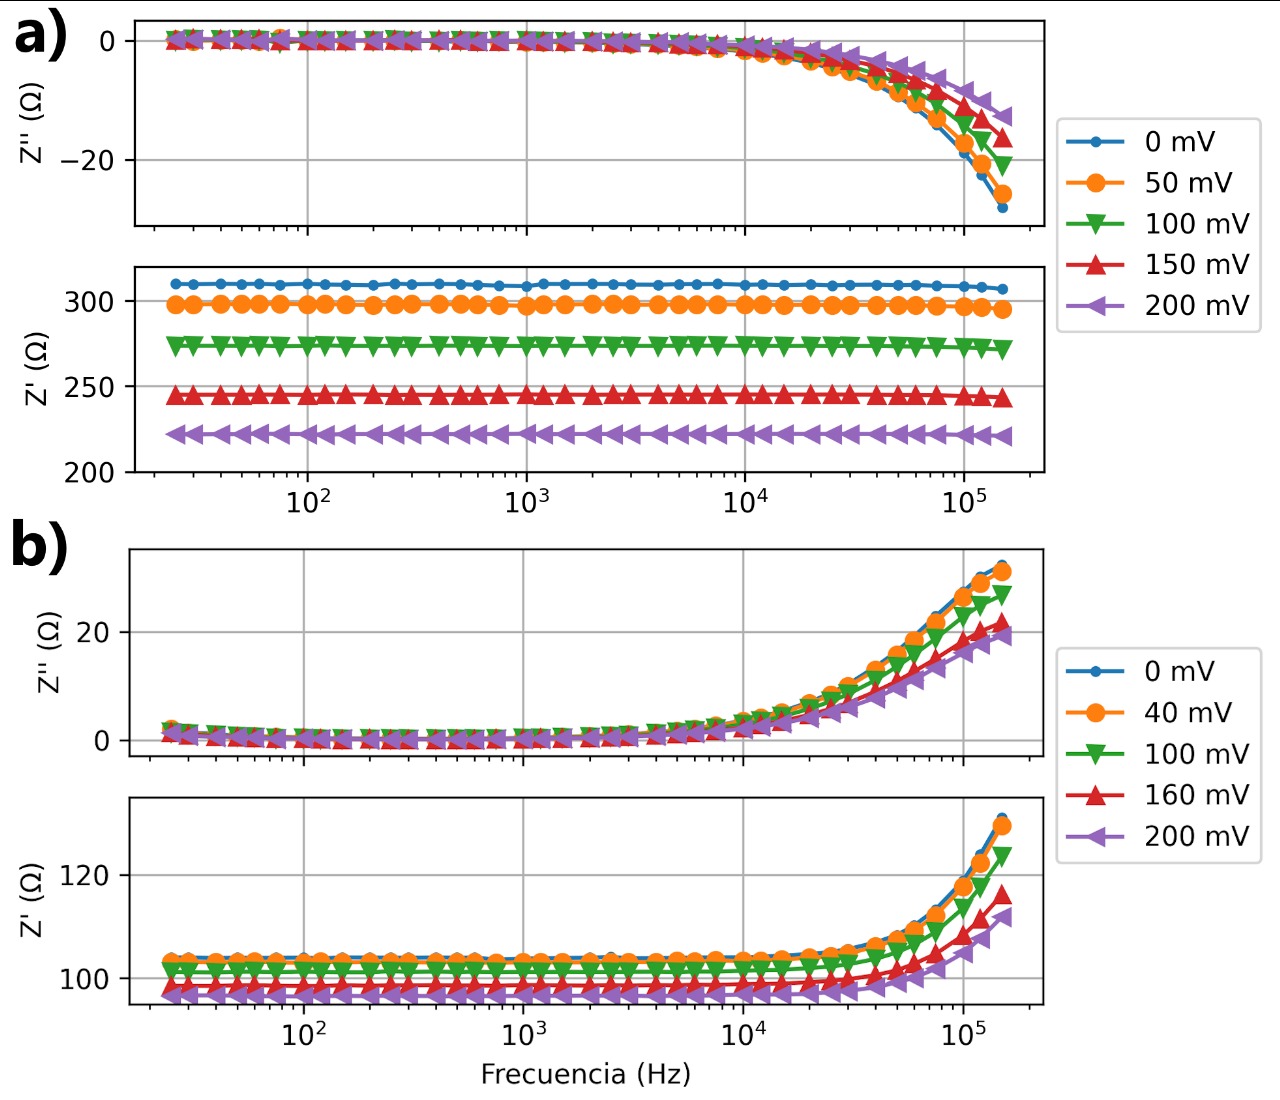 a)
0
−20
Z'' (Ω)
0 mV
50 mV
100 mV
150 mV
200 mV
300
250
200
Z' (Ω)
10² 10³ 10⁴ 10⁵
b)
20
0
Z'' (Ω)
0 mV
40 mV
100 mV
160 mV
200 mV
120
100
Z' (Ω)
10² 10³ 10⁴ 10⁵
Frecuencia (Hz)